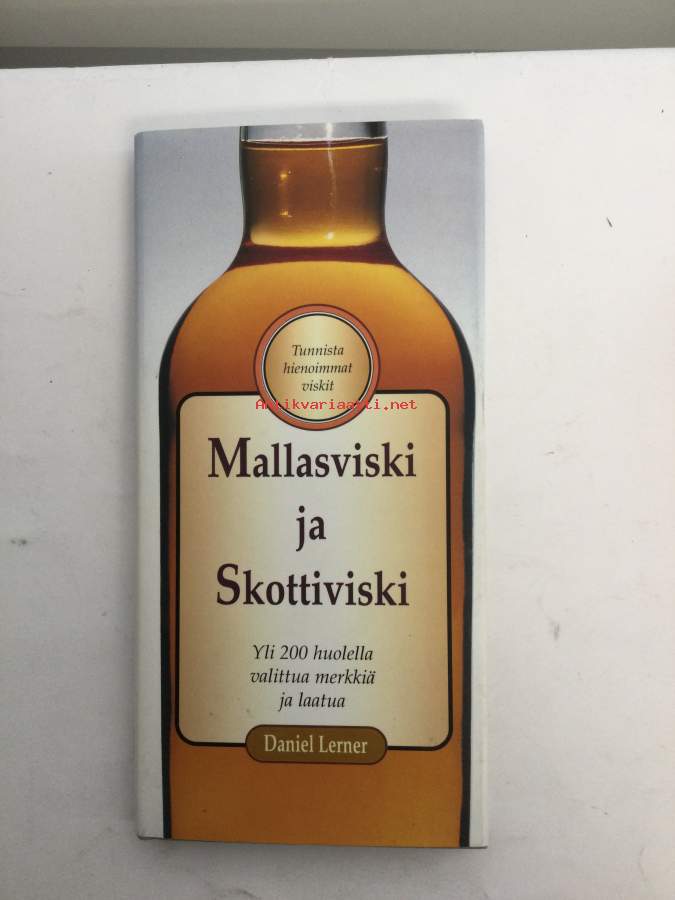 Tunnista
hienoimmat
viskit
Antikvariaatti.net
Mallasviski
ja
Skottiviski
Yli 200 huolella
valittua merkkiä
ja laatua
Daniel Lerner